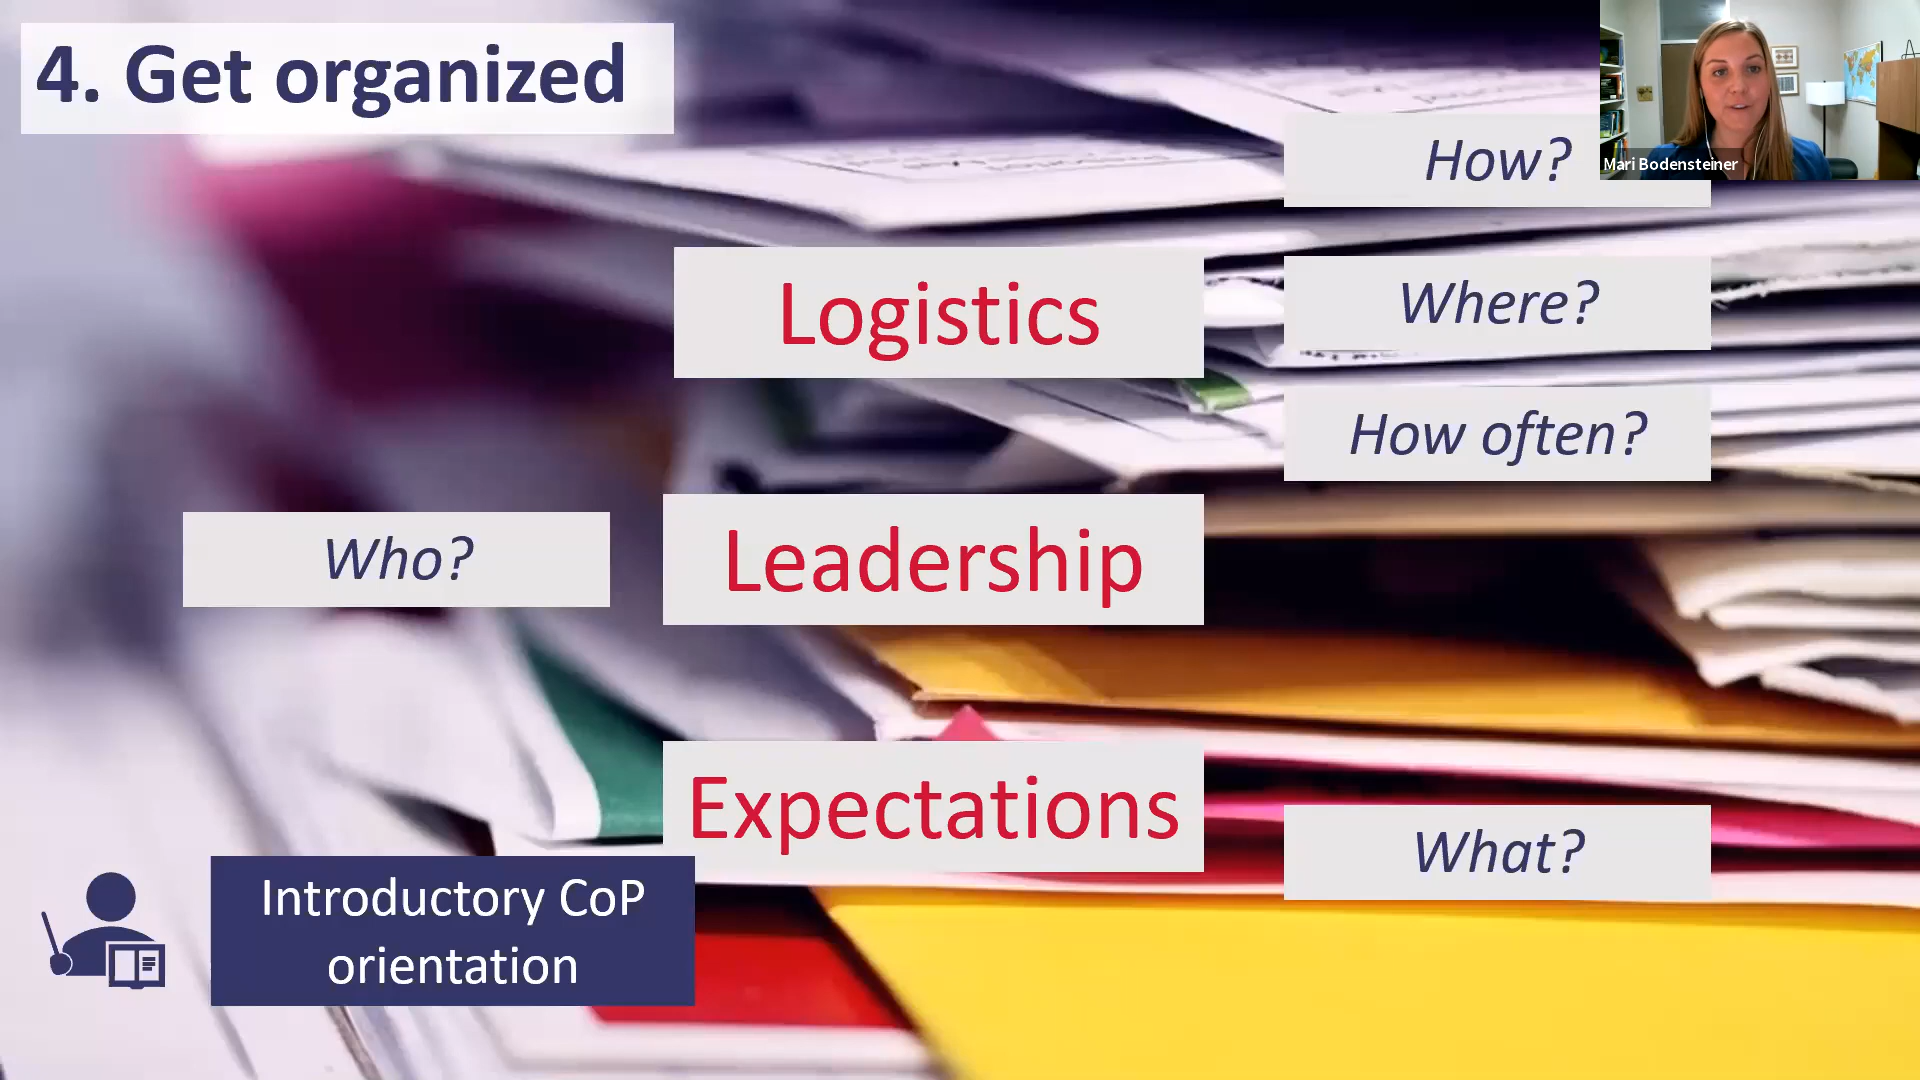 4. Get organized
How?
Mari Bodensteiner
Logistics
Where?
How often?
Who?
Leadership
Expectations
What?
Introductory CoP
orientation